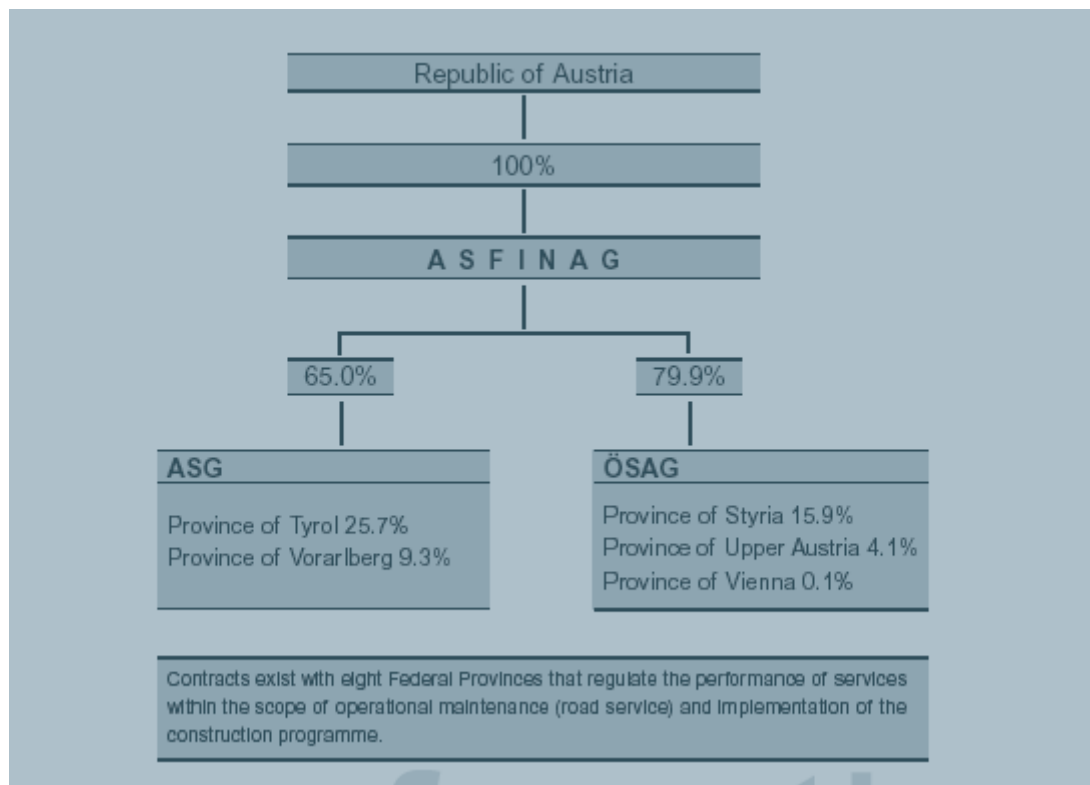 Republic of Austria
100%
A S F I N A G
65.0%
79.9%
ASG
Province of Tyrol 25.7%
Province of Vorarlberg 9.3%
ÖSAG
Province of Styria 15.9%
Province of Upper Austria 4.1%
Province of Vienna 0.1%
Contracts exist with eight Federal Provinces that regulate the performance of services
within the scope of operational maintenance (road service) and implementation of the
construction programme.